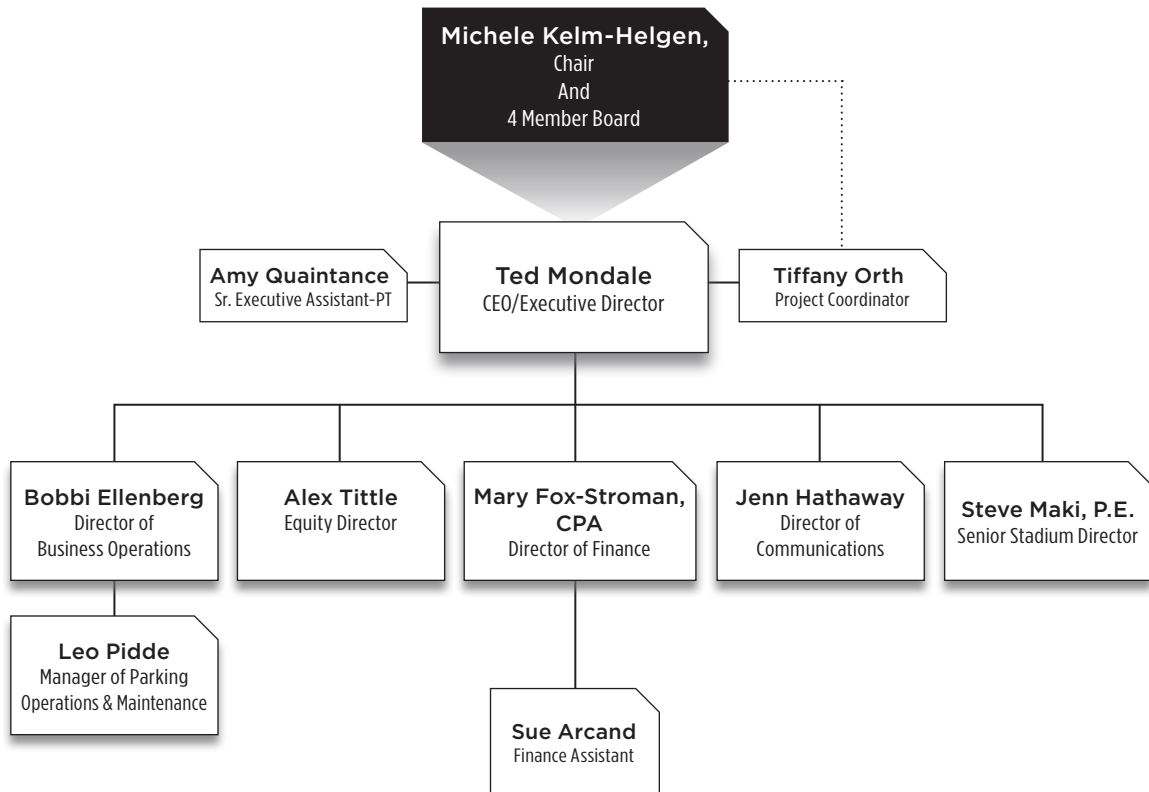 Michele Kelm-Helgen,
Chair
And
4 Member Board
Amy Quaintance
Sr. Executive Assistant-PT
Ted Mondale
CEO/Executive Director
Tiffany Orth
Project Coordinator
Bobbi Ellenberg
Director of
Business Operations
Alex Tittle
Equity Director
Mary Fox-Stroman,
CPA
Director of Finance
Jenn Hathaway
Director of
Communications
Steve Maki, P.E.
Senior Stadium Director
Leo Pidde
Manager of Parking
Operations & Maintenance
Sue Arcand
Finance Assistant